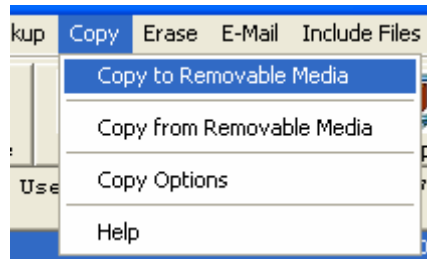 kup Copy Erase E-Mail Include Files
Copy to Removable Media
Copy from Removable Media
Copy Options
Use
Help